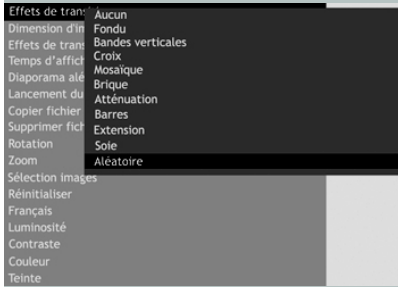 Effets de trans
Dimension d'im
Effets de trans
Temps d'affich
Diaporama alé
Lancement du
Copier fichier
Supprimer fich
Rotation
Zoom
Sélection images
Réinitialiser
Français
Luminosité
Contraste
Couleur
Teinte
Aucun
Fondu
Bandes verticales
Croix
Mosaïque
Brique
Atténuation
Barres
Extension
Soie
Aléatoire